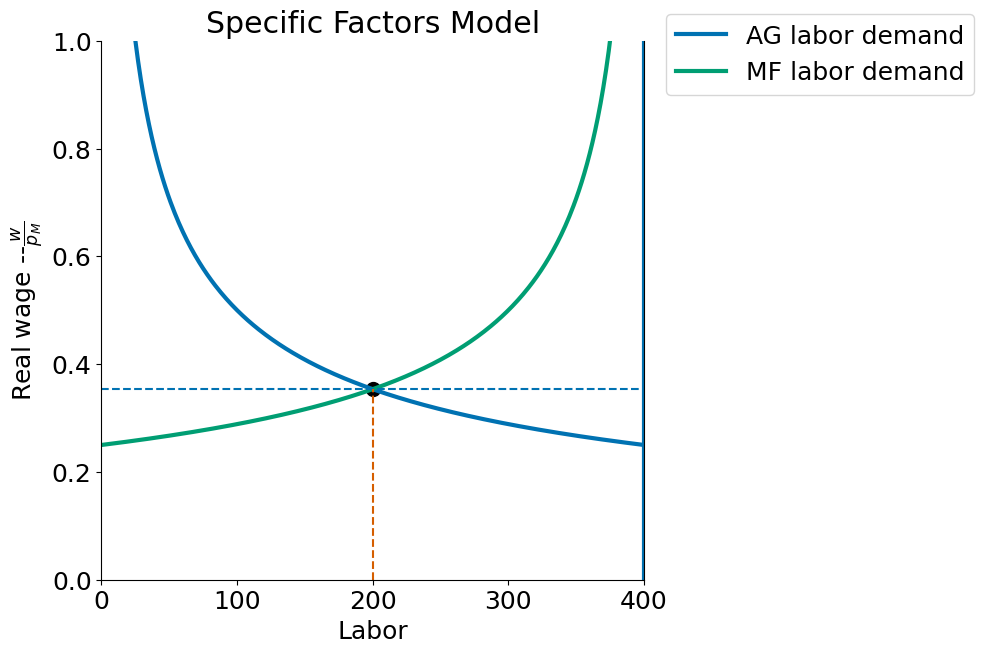 Specific Factors Model
AG labor demand
MF labor demand
1.0
0.8
0.6
0.4
0.2
0.0
Real wage --w/p_M
0 100 200 300 400
Labor